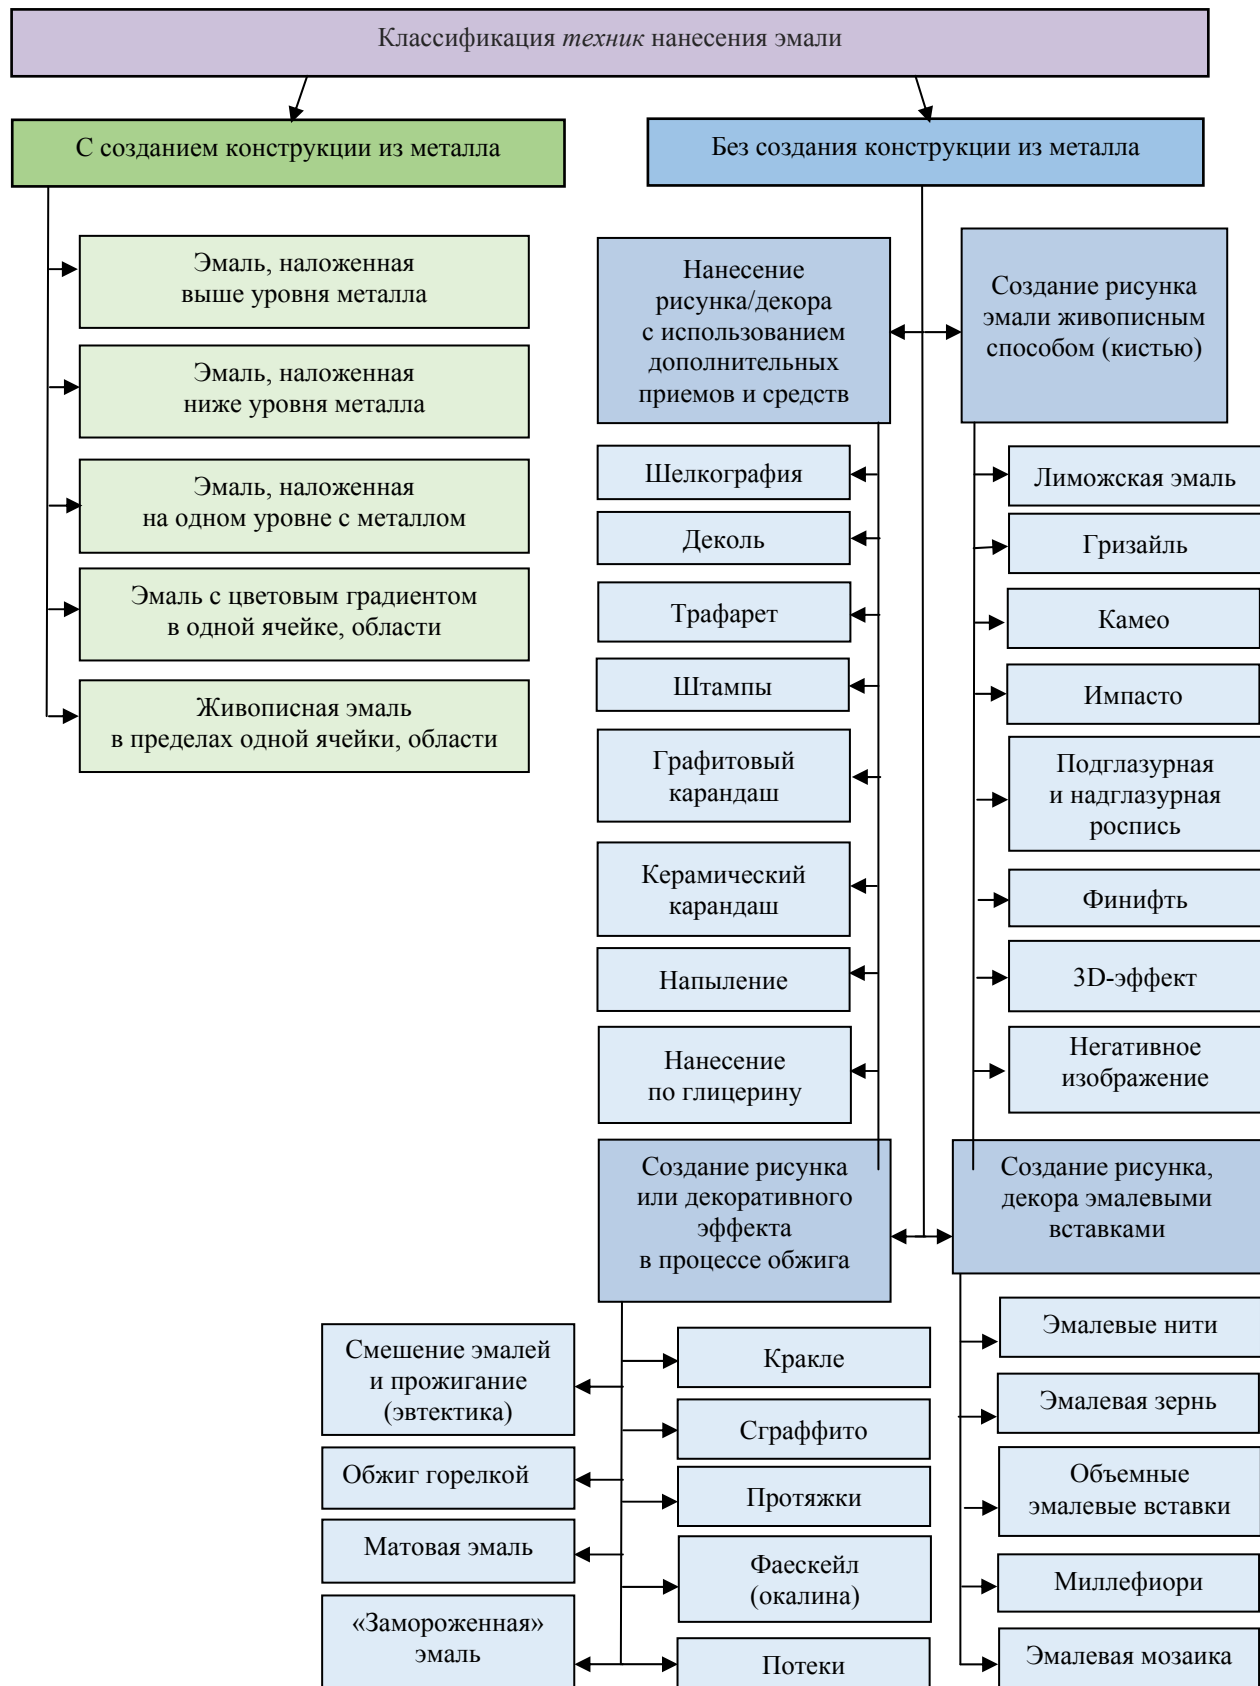 Классификация техник нанесения эмали
С созданием конструкции из металла
Без создания конструкции из металла
Эмаль, наложенная
выше уровня металла
Эмаль, наложенная
ниже уровня металла
Эмаль, наложенная
на одном уровне с металлом
Эмаль с цветовым градиентом
в одной ячейке, области
Живописная эмаль
в пределах одной ячейки, области
Нанесение
рисунка/декора
с использованием
дополнительных
приемов и средств
Шелкография
Деколь
Трафарет
Штампы
Графитовый
карандаш
Керамический
карандаш
Напыление
Нанесение
по глицерину
Создание рисунка
эмали живописным
способом (кистью)
Лиможская эмаль
Гризайль
Камео
Импасто
Подглазурная
и надглазурная
роспись
Финифть
3D-эффект
Негативное
изображение
Создание рисунка
или декоративного
эффекта
в процессе обжига
Смешение эмалей
и прожигание
(эвтектика)
Обжиг горелкой
Матовая эмаль
«Замороженная»
эмаль
Кракле
Сграффито
Протяжки
Фаескейл
(окалина)
Потеки
Создание рисунка,
декора эмалевыми
вставками
Эмалевые нити
Эмалевая зернь
Объемные
эмалевые вставки
Миллефиори
Эмалевая мозаика